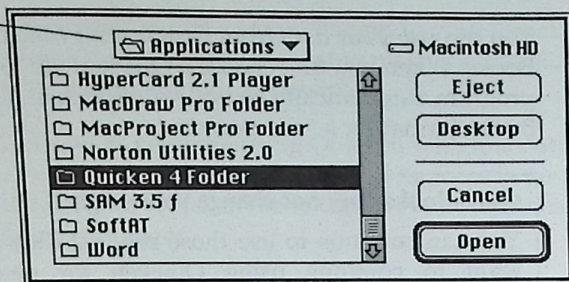 Applications
Macintosh HD
HyperCard 2.1 Player
MacDraw Pro Folder
MacProject Pro Folder
Norton Utilities 2.0
Quicken 4 Folder
SAM 3.5 ƒ
SoftAT
Word
Eject
Desktop
Cancel
Open